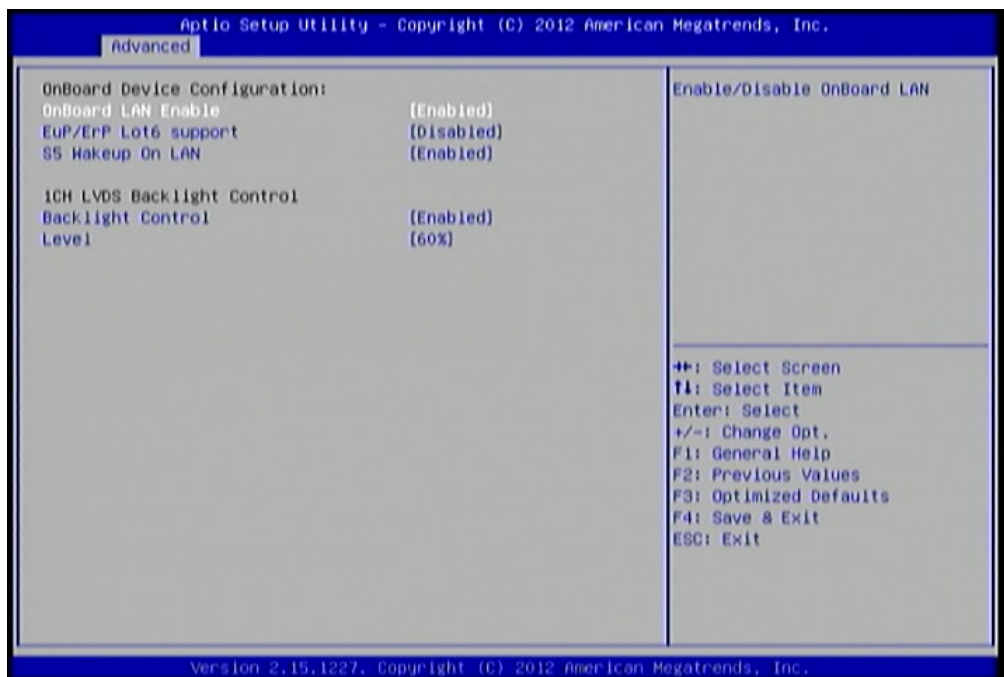 Aptio Setup Utility - Copyright (C) 2012 American Megatrends, Inc.
Advanced
OnBoard Device Configuration:
OnBoard LAN Enable [Enabled]
EuP/ErP Lot6 support [Disabled]
S5 Wakeup On LAN [Enabled]
1CH LVDS Backlight Control
Backlight Control [Enabled]
Level [60%]
Enable/Disable OnBoard LAN
→←: Select Screen
↑↓: Select Item
Enter: Select
+/-: Change Opt.
F1: General Help
F2: Previous Values
F3: Optimized Defaults
F4: Save & Exit
ESC: Exit
Version 2.15.1227. Copyright (C) 2012 American Megatrends, Inc.